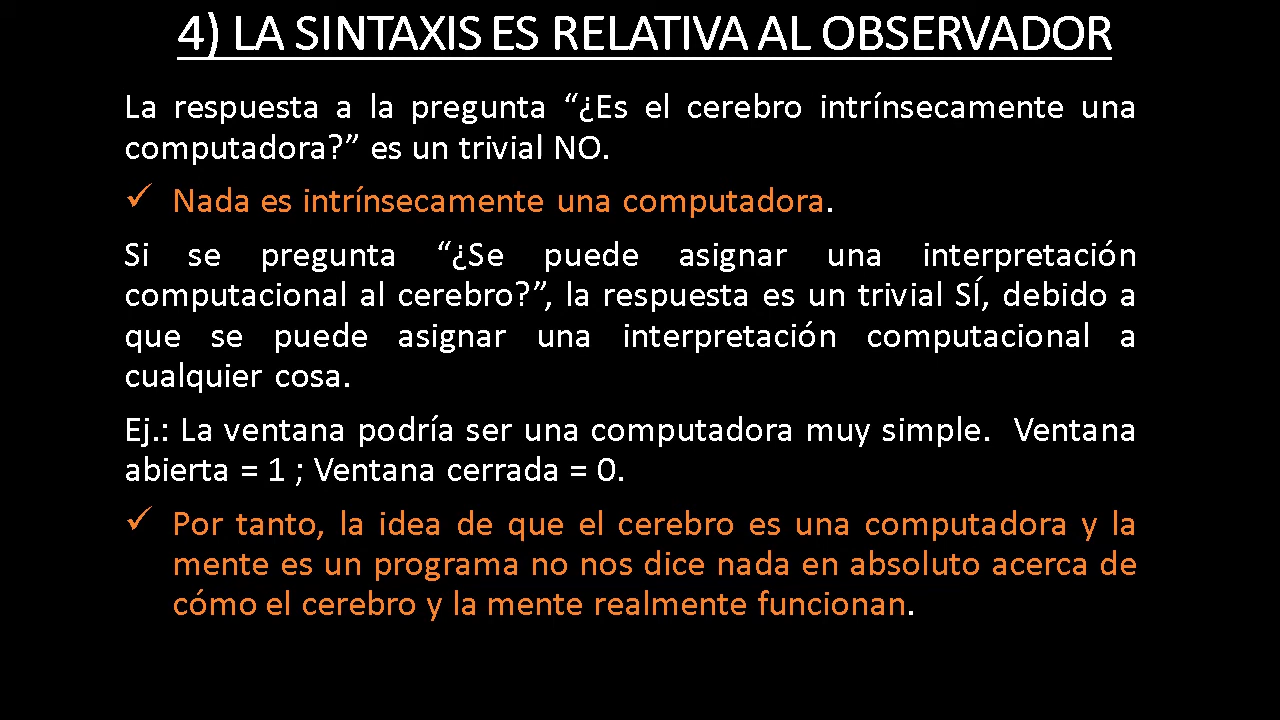 4) LA SINTAXIS ES RELATIVA AL OBSERVADOR
La respuesta a la pregunta “¿Es el cerebro intrínsecamente una
computadora?” es un trivial NO.
✓ Nada es intrínsecamente una computadora.
Si se pregunta “¿Se puede asignar una interpretación
computacional al cerebro?”, la respuesta es un trivial SÍ, debido a
que se puede asignar una interpretación computacional a
cualquier cosa.
Ej.: La ventana podría ser una computadora muy simple. Ventana
abierta = 1 ; Ventana cerrada = 0.
✓ Por tanto, la idea de que el cerebro es una computadora y la
mente es un programa no nos dice nada en absoluto acerca de
cómo el cerebro y la mente realmente funcionan.